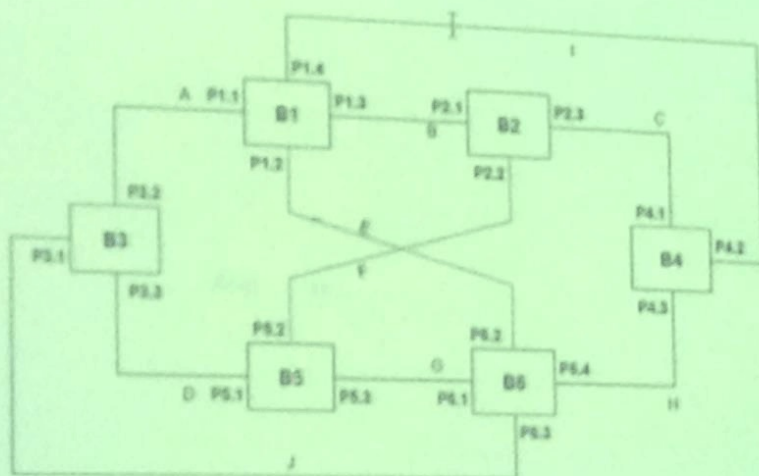 I
P1.4
A P1.1 B1 P1.3 P2.1 B2 P2.3 C
B
P1.2 P2.2
P3.2 P4.1
E
B3 B4 P4.2
P3.1
F
P3.3 P4.3
P5.2 P6.2
B5 G B6 P6.4
D P5.1 P5.3 P6.1 H
P6.3
J